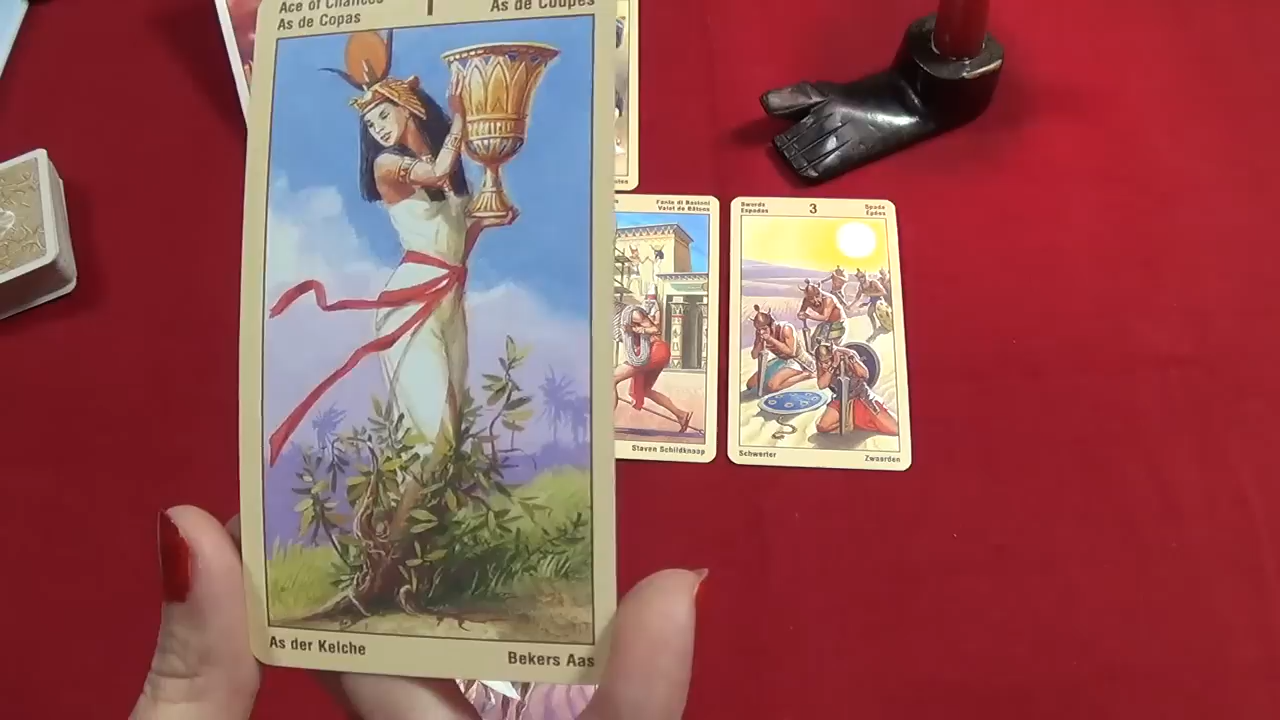 Ace of Chalices
As de Copas
I
As de Coupes
As der Kelche
Bekers Aas
Fante di Bastoni
Valet de Bâtons
Staven Schildknaap
Swords
Espadas
3
Spade
Épées
Schwerter
Zwaarden